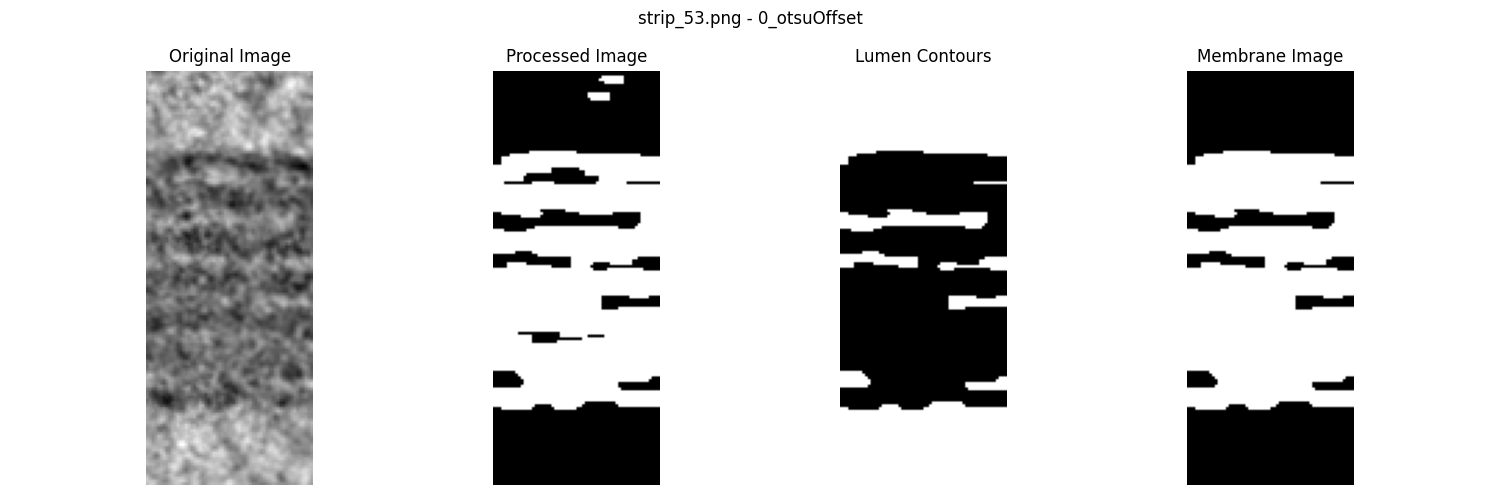 strip_53.png - 0_otsuOffset
Original Image
Processed Image
Lumen Contours
Membrane Image